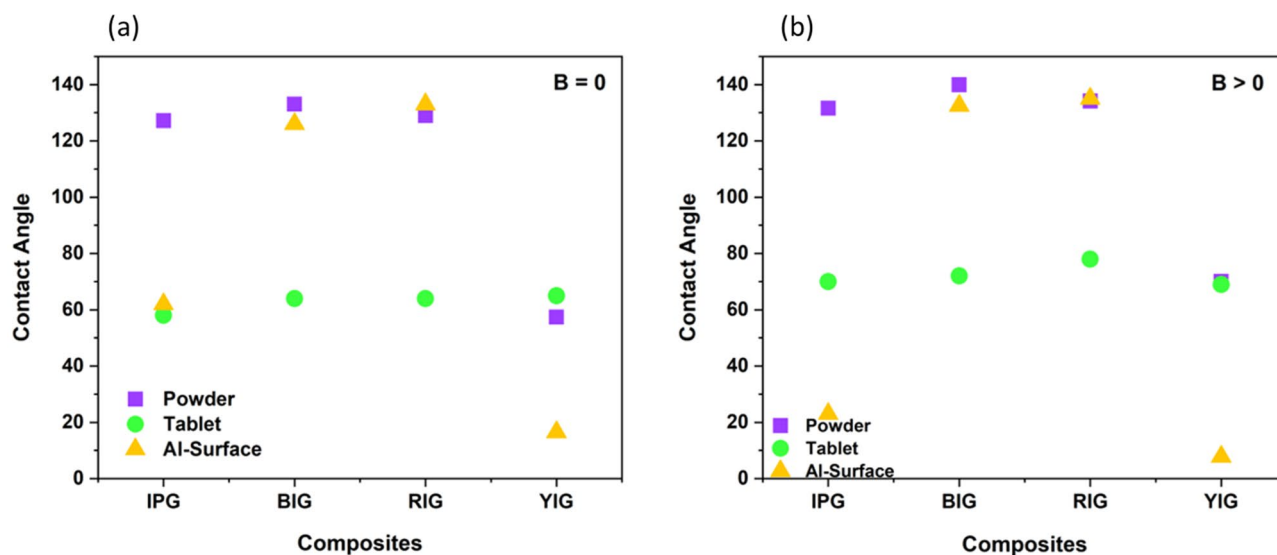 (a)
B = 0
140
120
100
80
60
40
20
0
Contact Angle
Powder
Tablet
Al-Surface
IPG BIG RIG YIG
Composites
(b)
B > 0
140
120
100
80
60
40
20
0
Contact Angle
Powder
Tablet
Al-Surface
IPG BIG RIG YIG
Composites